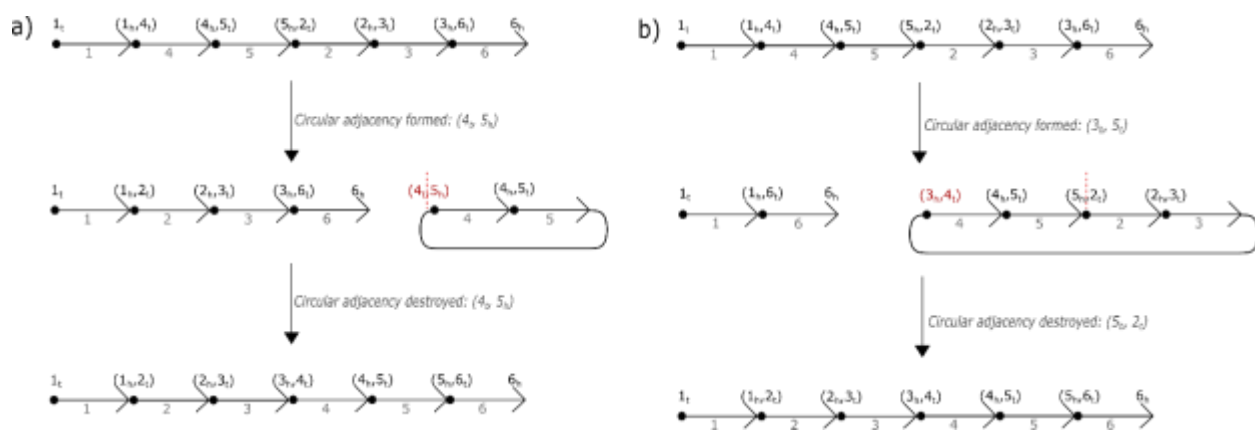 a)
1ₜ (1ₕ,4ₜ) (4ₕ,5ₜ) (5ₕ,2ₜ) (2ₕ,3ₜ) (3ₕ,6ₜ) 6ₕ
1 4 5 2 3 6
Circular adjacency formed: (4ₜ, 5ₕ)
1ₜ (1ₕ,2ₜ) (2ₕ,3ₜ) (3ₕ,6ₜ) 6ₕ (4ₜ,5ₕ) (4ₕ,5ₜ)
1 2 3 6 4 5
Circular adjacency destroyed: (4ₜ, 5ₕ)
1ₜ (1ₕ,2ₜ) (2ₕ,3ₜ) (3ₕ,4ₜ) (4ₕ,5ₜ) (5ₕ,6ₜ) 6ₕ
1 2 3 4 5 6
b)
1ₜ (1ₕ,4ₜ) (4ₕ,5ₜ) (5ₕ,2ₜ) (2ₕ,3ₜ) (3ₕ,6ₜ) 6ₕ
1 4 5 2 3 6
Circular adjacency formed: (3ₕ, 5ₜ)
1ₜ (1ₕ,6ₜ) 6ₕ (3ₕ,4ₜ) (4ₕ,5ₜ) (5ₕ,2ₜ) (2ₕ,3ₜ)
1 6 4 5 2 3
Circular adjacency destroyed: (5ₕ, 2ₜ)
1ₜ (1ₕ,2ₜ) (2ₕ,3ₜ) (3ₕ,4ₜ) (4ₕ,5ₜ) (5ₕ,6ₜ) 6ₕ
1 2 3 4 5 6